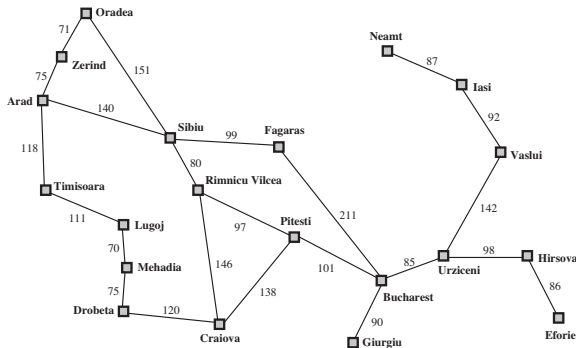 Oradea
71
Neamt
Zerind
87
151
75
Iasi
Arad
140
92
Sibiu
Fagaras
99
118
Vaslui
80
Timisoara
Rimnicu Vilcea
142
111
211
Lugoj
97
Pitesti
70
98
Hirsova
146
85
Mehadia
101
Urziceni
86
138
75
Bucharest
120
Drobeta
90
Eforie
Craiova
Giurgiu